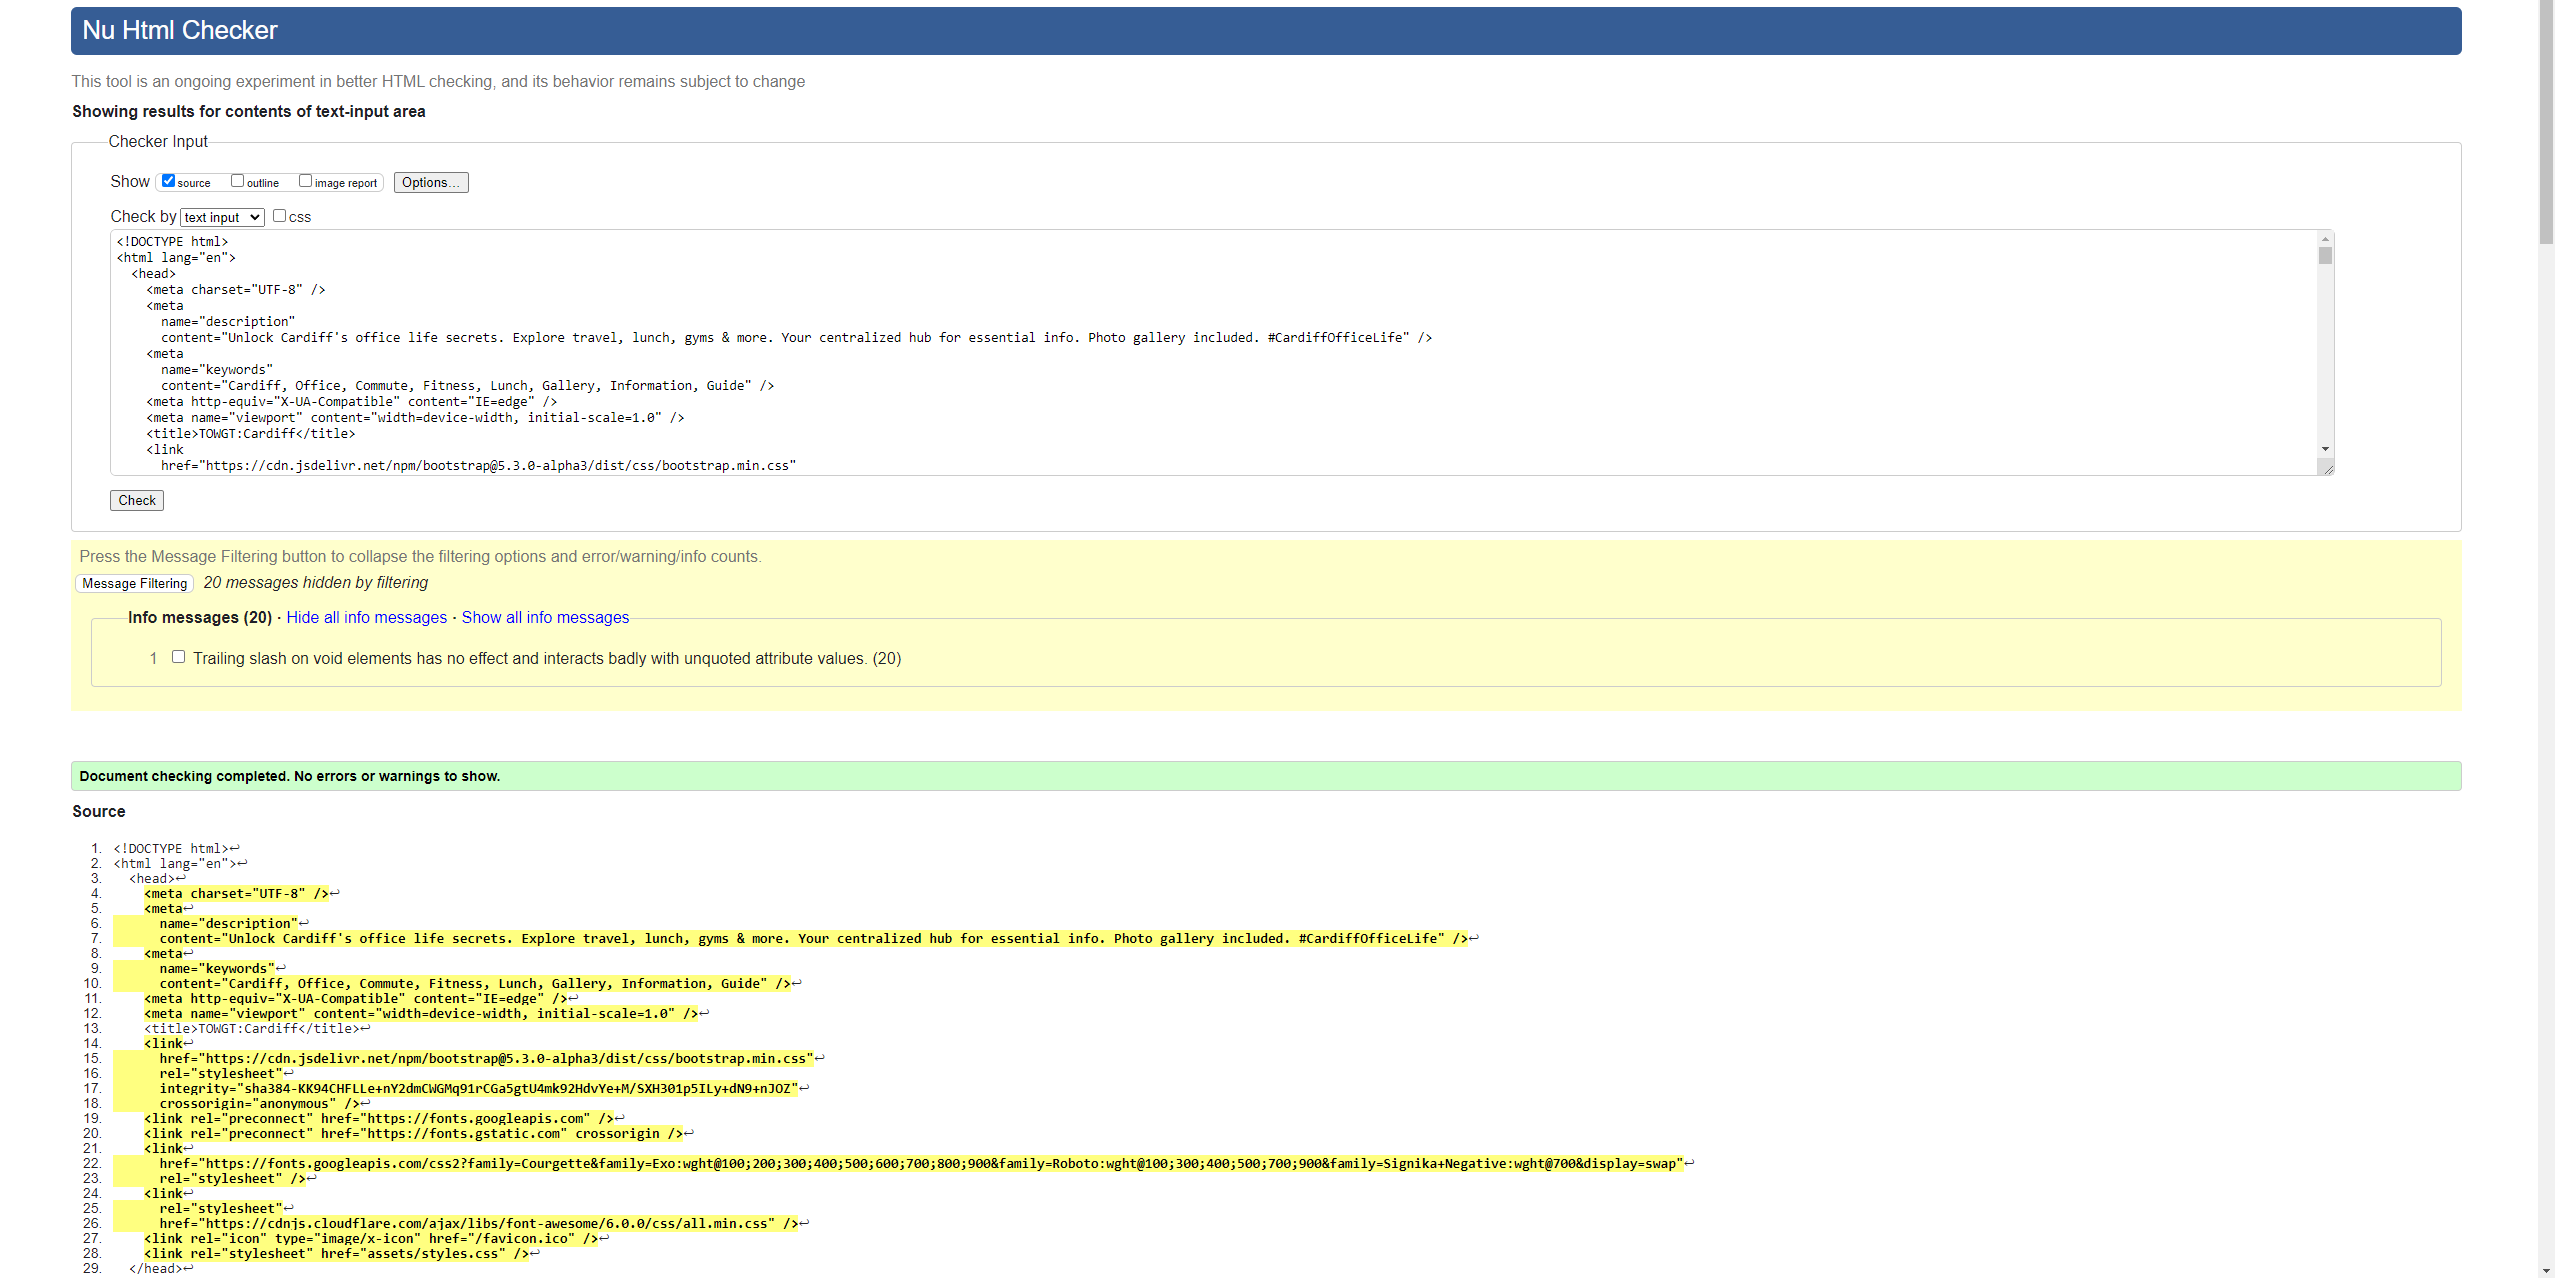 Nu Html Checker
This tool is an ongoing experiment in better HTML checking, and its behavior remains subject to change
Showing results for contents of text-input area
Checker Input
Show source outline image report Options...
Check by text input css
<!DOCTYPE html>
<html lang="en">
<head>
<meta charset="UTF-8" />
<meta
name="description"
content="Unlock Cardiff's office life secrets. Explore travel, lunch, gyms & more. Your centralized hub for essential info. Photo gallery included. #CardiffOfficeLife" />
<meta
name="keywords"
content="Cardiff, Office, Commute, Fitness, Lunch, Gallery, Information, Guide" />
<meta http-equiv="X-UA-Compatible" content="IE=edge" />
<meta name="viewport" content="width=device-width, initial-scale=1.0" />
<title>TOWGT:Cardiff</title>
<link
href="https://cdn.jsdelivr.net/npm/bootstrap@5.3.0-alpha3/dist/css/bootstrap.min.css"
Check
Press the Message Filtering button to collapse the filtering options and error/warning/info counts.
Message Filtering 20 messages hidden by filtering
Info messages (20) · Hide all info messages · Show all info messages
1 Trailing slash on void elements has no effect and interacts badly with unquoted attribute values. (20)
Document checking completed. No errors or warnings to show.
Source
1. <!DOCTYPE html>↩
2. <html lang="en">↩
3. <head>↩
4. <meta charset="UTF-8" />↩
5. <meta↩
6. name="description"↩
7. content="Unlock Cardiff's office life secrets. Explore travel, lunch, gyms & more. Your centralized hub for essential info. Photo gallery included. #CardiffOfficeLife" />↩
8. <meta↩
9. name="keywords"↩
10. content="Cardiff, Office, Commute, Fitness, Lunch, Gallery, Information, Guide" />↩
11. <meta http-equiv="X-UA-Compatible" content="IE=edge" />↩
12. <meta name="viewport" content="width=device-width, initial-scale=1.0" />↩
13. <title>TOWGT:Cardiff</title>↩
14. <link↩
15. href="https://cdn.jsdelivr.net/npm/bootstrap@5.3.0-alpha3/dist/css/bootstrap.min.css"↩
16. rel="stylesheet"↩
17. integrity="sha384-KK94CHFLLe+nY2dmCWGMq91rCGa5gtU4mk92HdvYe+M/SXH301p5ILy+dN9+nJOZ"↩
18. crossorigin="anonymous" />↩
19. <link rel="preconnect" href="https://fonts.googleapis.com" />↩
20. <link rel="preconnect" href="https://fonts.gstatic.com" crossorigin />↩
21. <link↩
22. href="https://fonts.googleapis.com/css2?family=Courgette&family=Exo:wght@100;200;300;400;500;600;700;800;900&family=Roboto:wght@100;300;400;500;700;900&family=Signika+Negative:wght@700&display=swap"↩
23. rel="stylesheet" />↩
24. <link↩
25. rel="stylesheet"↩
26. href="https://cdnjs.cloudflare.com/ajax/libs/font-awesome/6.0.0/css/all.min.css" />↩
27. <link rel="icon" type="image/x-icon" href="/favicon.ico" />↩
28. <link rel="stylesheet" href="assets/styles.css" />↩
29. </head>↩